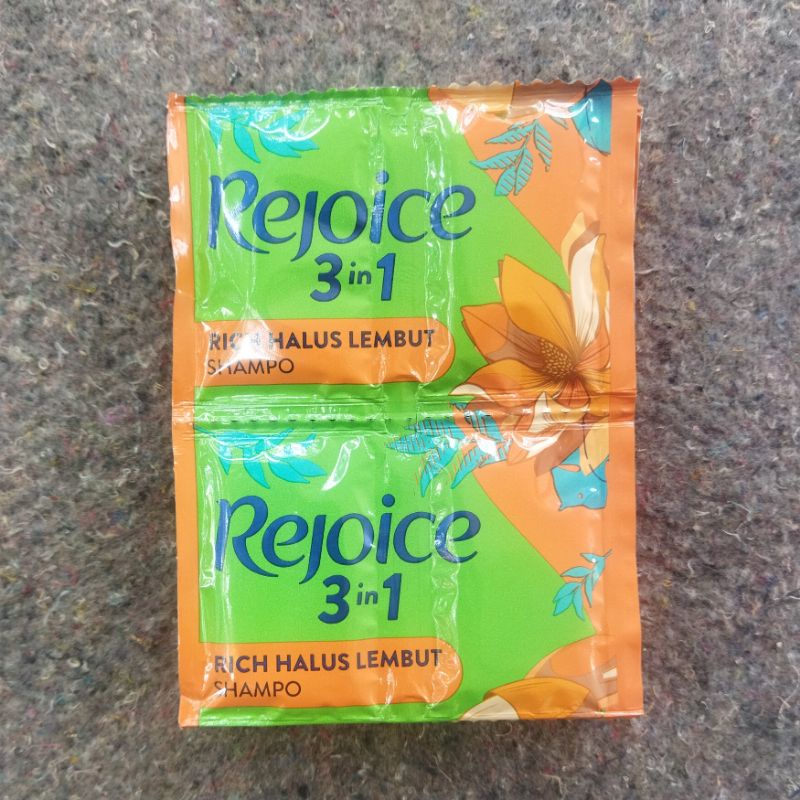 Rejoice
3 in 1
RICH HALUS LEMBUT
SHAMPO
Rejoice
3 in 1
RICH HALUS LEMBUT
SHAMPO